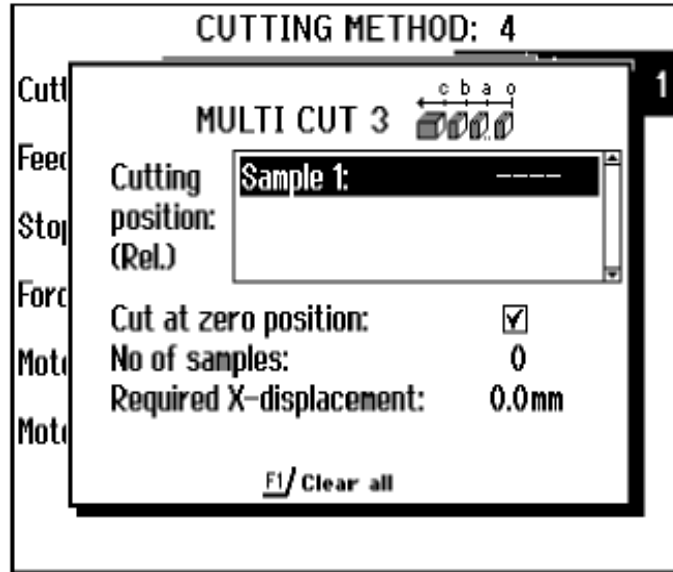 CUTTING METHOD: 4
1
Cutt
Feed
Stop
Forc
Moto
Moto
MULTI CUT 3
c b a o
Cutting position: (Rel.)
Sample 1: ----
Cut at zero position:
No of samples: 0
Required X-displacement: 0.0mm
F1/ Clear all